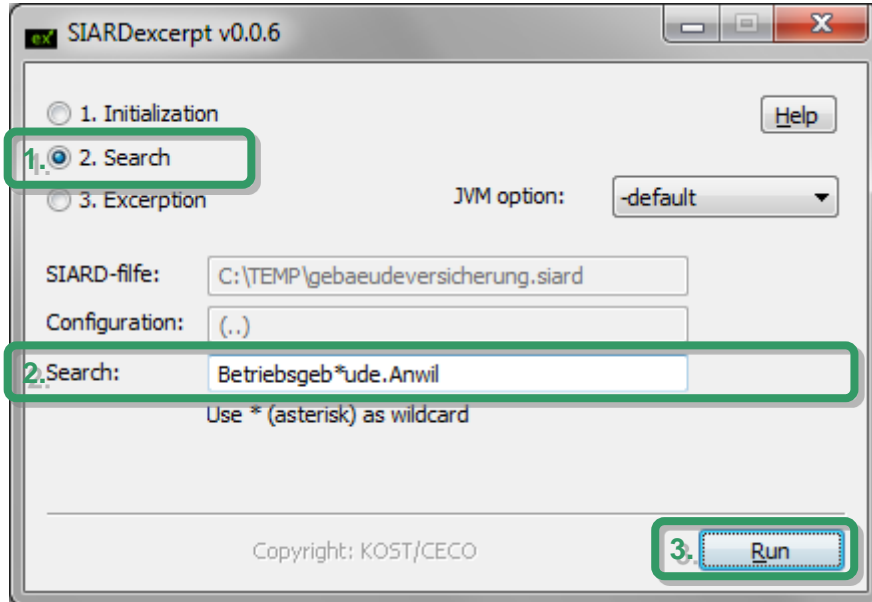 ex' SIARDexcerpt v0.0.6
1. Initialization
Help
1. 2. Search
3. Excerption
JVM option: -default
SIARD-filfe: C:\TEMP\gebaeudeversicherung.siard
Configuration: (..)
2. Search: Betriebsgeb*ude.Anwil
Use * (asterisk) as wildcard
Copyright: KOST/CECO
3. Run